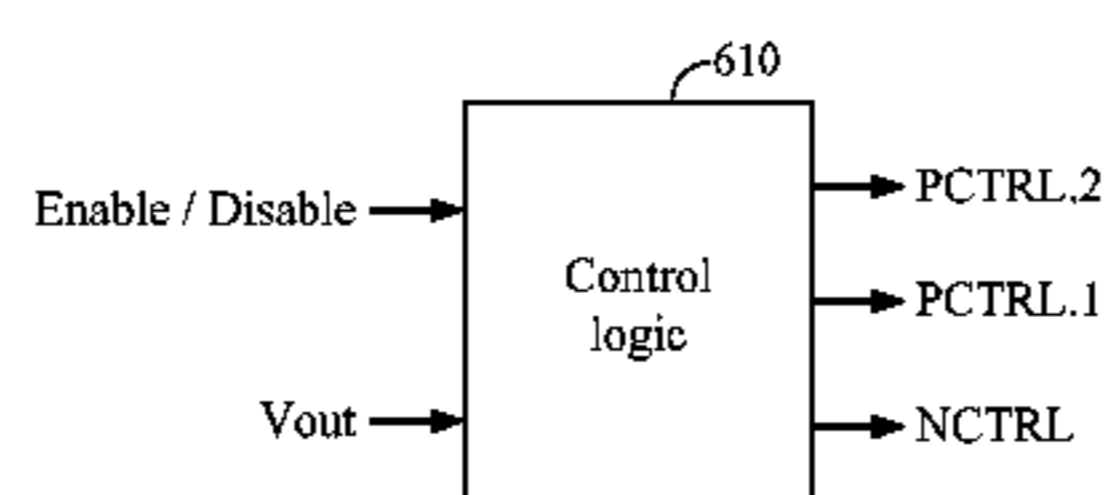 610
Enable / Disable
Vout
Control
logic
PCTRL.2
PCTRL.1
NCTRL